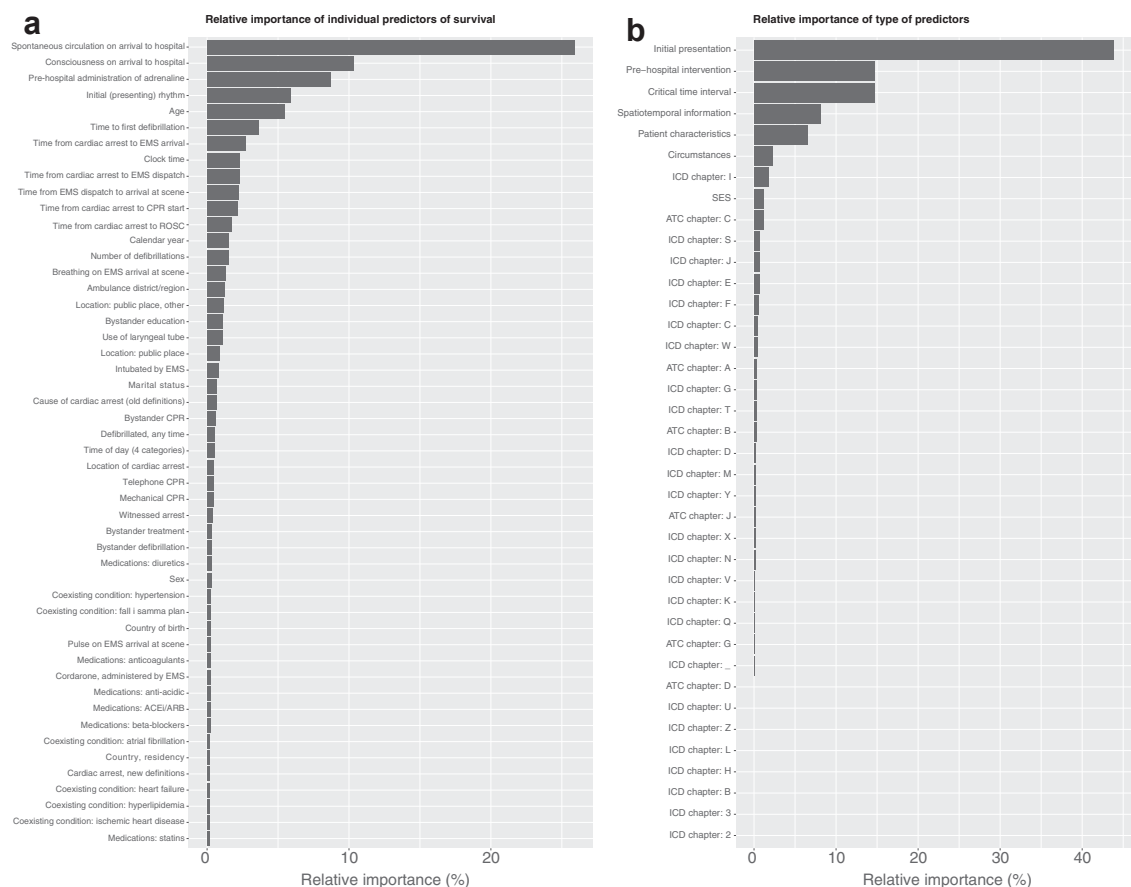 a
Relative importance of individual predictors of survival
Spontaneous circulation on arrival to hospital
Consciousness on arrival to hospital
Pre-hospital administration of adrenaline
Initial (presenting) rhythm
Age
Time to first defibrillation
Time from cardiac arrest to EMS arrival
Clock time
Time from cardiac arrest to EMS dispatch
Time from EMS dispatch to arrival at scene
Time from cardiac arrest to CPR start
Time from cardiac arrest to ROSC
Calendar year
Number of defibrillations
Breathing on EMS arrival at scene
Ambulance district/region
Location: public place, other
Bystander education
Use of laryngeal tube
Location: public place
Intubated by EMS
Marital status
Cause of cardiac arrest (old definitions)
Bystander CPR
Defibrillated, any time
Time of day (4 categories)
Location of cardiac arrest
Telephone CPR
Mechanical CPR
Witnessed arrest
Bystander treatment
Bystander defibrillation
Medications: diuretics
Sex
Coexisting condition: hypertension
Coexisting condition: fall i samma plan
Country of birth
Pulse on EMS arrival at scene
Medications: anticoagulants
Cordarone, administered by EMS
Medications: anti-acidic
Medications: ACEi/ARB
Medications: beta-blockers
Coexisting condition: atrial fibrillation
Country, residency
Cardiac arrest, new definitions
Coexisting condition: heart failure
Coexisting condition: hyperlipidemia
Coexisting condition: ischemic heart disease
Medications: statins
0 10 20
Relative importance (%)
b
Relative importance of type of predictors
Initial presentation
Pre–hospital intervention
Critical time interval
Spatiotemporal information
Patient characteristics
Circumstances
ICD chapter: I
SES
ATC chapter: C
ICD chapter: S
ICD chapter: J
ICD chapter: E
ICD chapter: F
ICD chapter: C
ICD chapter: W
ATC chapter: A
ICD chapter: G
ICD chapter: T
ATC chapter: B
ICD chapter: D
ICD chapter: M
ICD chapter: Y
ATC chapter: J
ICD chapter: X
ICD chapter: N
ICD chapter: V
ICD chapter: K
ICD chapter: Q
ATC chapter: G
ICD chapter: _
ATC chapter: D
ICD chapter: U
ICD chapter: Z
ICD chapter: L
ICD chapter: H
ICD chapter: B
ICD chapter: 3
ICD chapter: 2
0 10 20 30 40
Relative importance (%)